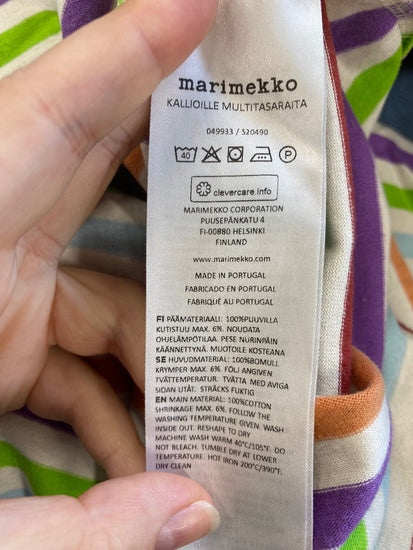 marimekko
KALLIOILLE MULTITASARAITA
049933 / S20490
40 P
clevercare.info
MARIMEKKO CORPORATION
PUUSEPÄNKATU 4
FI-00880 HELSINKI
FINLAND
www.marimekko.com
MADE IN PORTUGAL
FABRICADO EN PORTUGAL
FABRIQUÉ AU PORTUGAL
FI PÄÄMATERIAALI: 100%PUUVILLA
KUTISTUU MAX. 6%. NOUDATA
OHJELÄMPÖTILAA. PESE NURINPÄIN
KÄÄNNETTYNÄ. MUOTOILE KOSTEANA
SE HUVUDMATERIAL: 100%BOMULL
KRYMPER MAX. 6%. FÖLJ ANGIVEN
TVÄTTEMPERATUR. TVÄTTA MED AVIGA
SIDAN UTÅT. STRÄCKS FUKTIG
EN MAIN MATERIAL: 100%COTTON
SHRINKAGE MAX. 6%. FOLLOW THE
WASHING TEMPERATURE GIVEN. WASH
INSIDE OUT. RESHAPE TO DRY
MACHINE WASH WARM 40°C/105°F. DO
NOT BLEACH. TUMBLE DRY AT LOWER
TEMPERATURE. HOT IRON 200°C/390°F.
DRY CLEAN